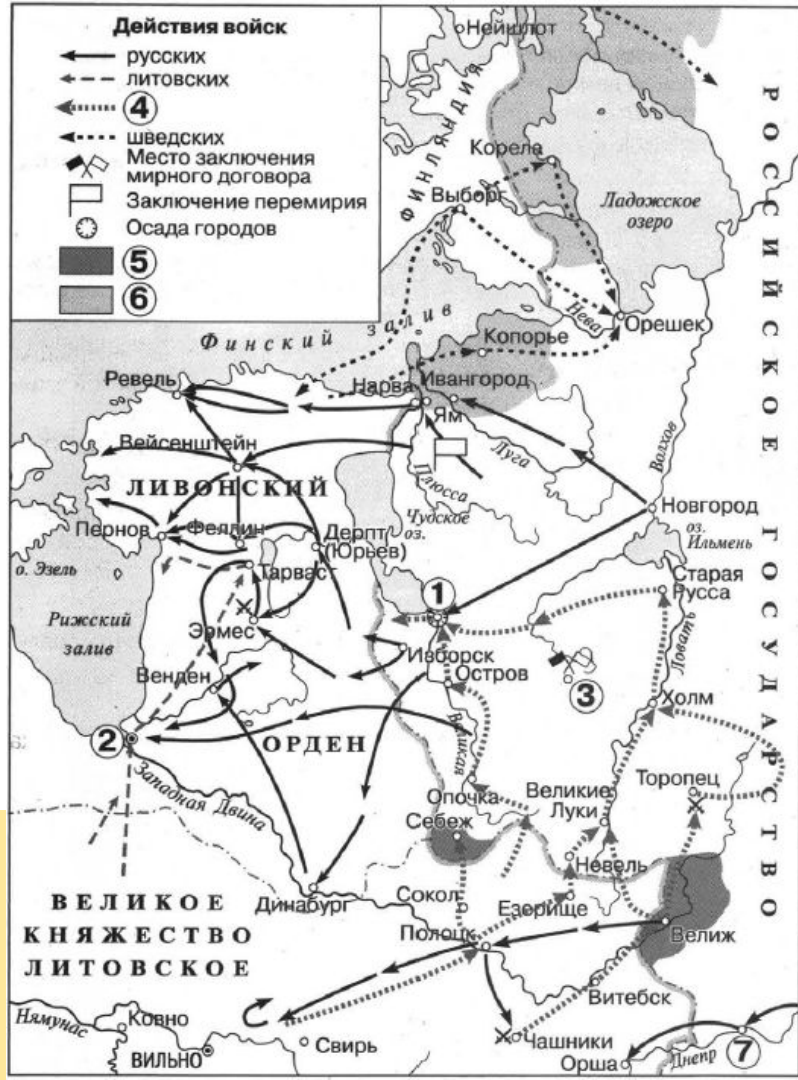 Действия войск
русских
литовских
4
шведских
Место заключения
мирного договора
Заключение перемирия
Осада городов
5
6
Нейшлот
ФИНЛЯНДИЯ
Корела
Выборг
Ладожское
озеро
РОССИЙСКОЕ ГОСУДАРСТВО
Нева
Орешек
Финский залив
Копорье
Ревель
Нарва
Ивангород
Ям
Луга
Волхов
Вейсенштейн
ЛИВОНСКИЙ
Плюсса
Чудское
оз.
Новгород
оз.
Ильмень
Пернов
Феллин
Дерпт
(Юрьев)
о. Эзель
Тарваст
1
Старая
Русса
Рижский
залив
Эрмес
Изборск
Остров
3
Ловать
Венден
Холм
2
ОРДЕН
Великая
Западная Двина
Опочка
Великие
Луки
Торопец
Себеж
Невель
ВЕЛИКОЕ
КНЯЖЕСТВО
ЛИТОВСКОЕ
Динабург
Сокол
Езерище
Полоцк
Велиж
Витебск
Нямунас
Ковно
ВИЛЬНО
Свирь
Чашники
Орша
Днепр
7